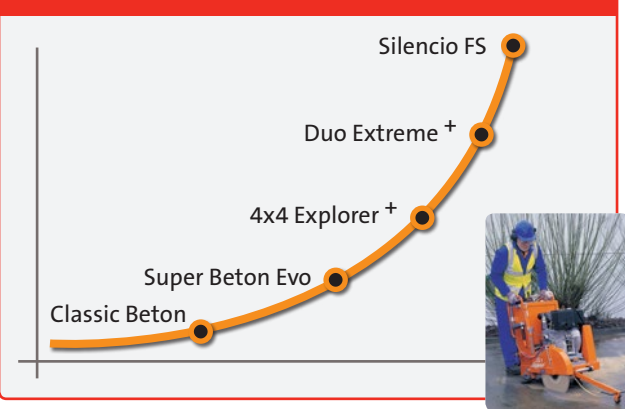 Silencio FS
Duo Extreme +
4x4 Explorer +
Super Beton Evo
Classic Beton